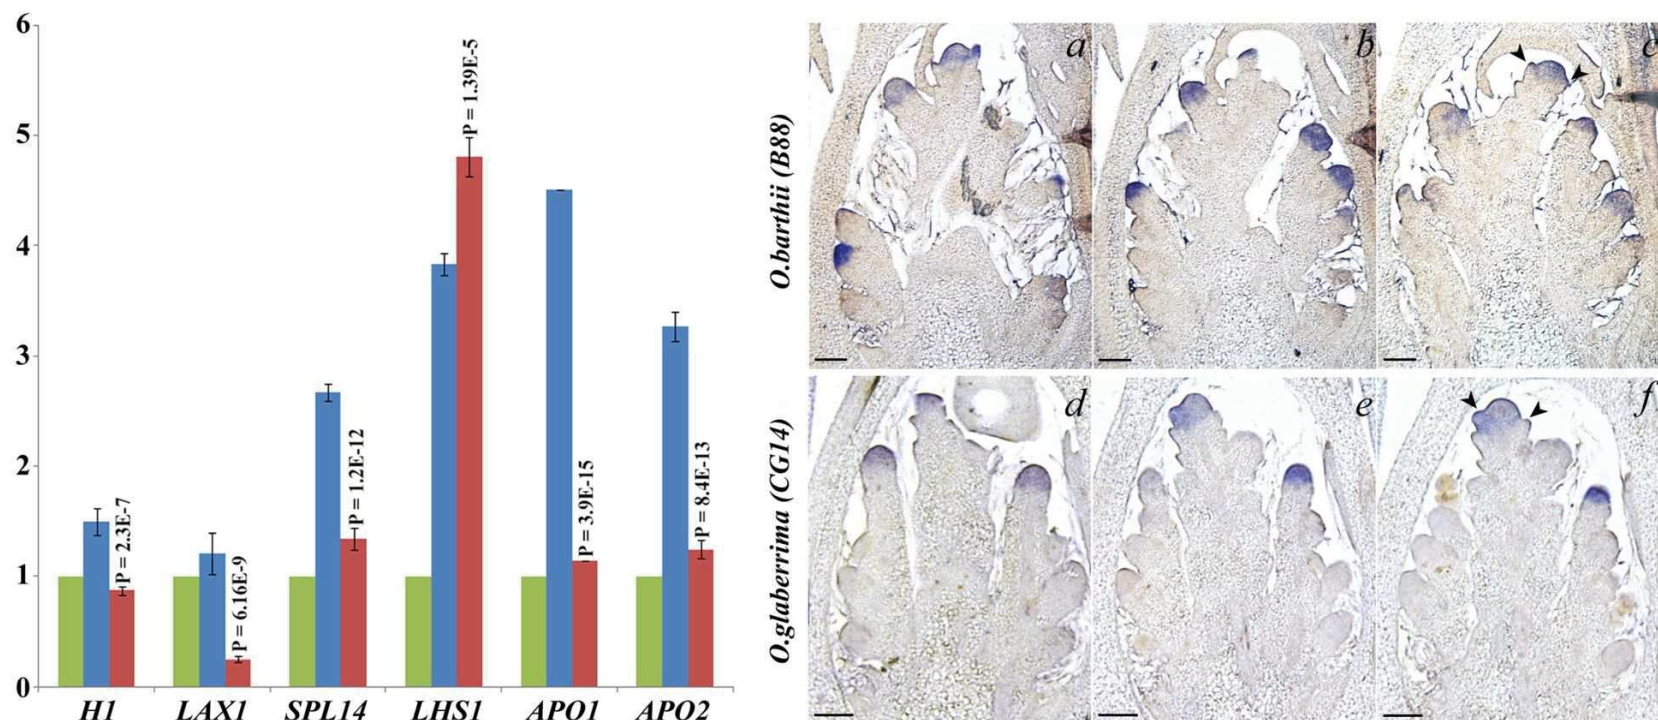 6
5
4
3
2
1
0
P = 2.3E-7
P = 6.16E-9
P = 1.2E-12
P = 1.39E-5
P = 3.9E-15
P = 8.4E-13
H1 LAX1 SPL14 LHS1 APO1 APO2
O.barthii (B88)
a b c
O.glaberrima (CG14)
d e f